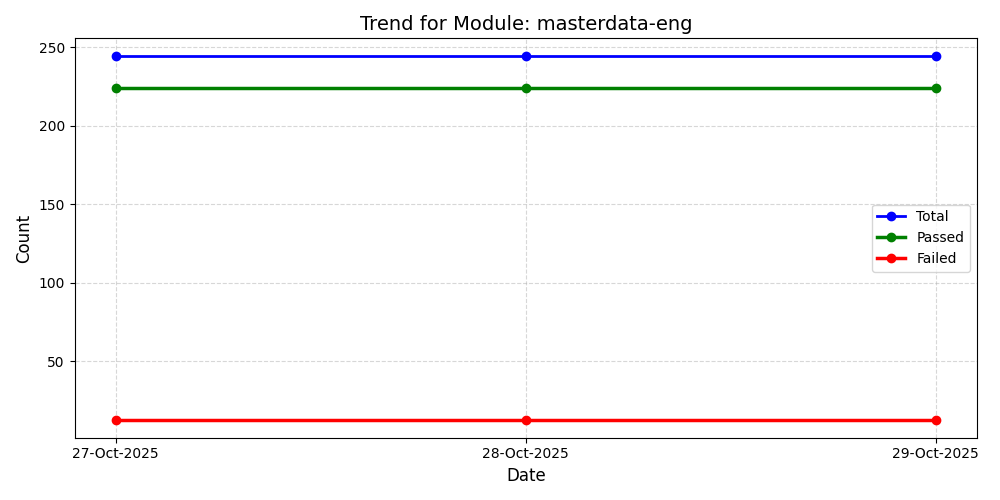 Trend for Module: masterdata-eng
250
200
150
100
50
Count
Total
Passed
Failed
27-Oct-2025
28-Oct-2025
29-Oct-2025
Date